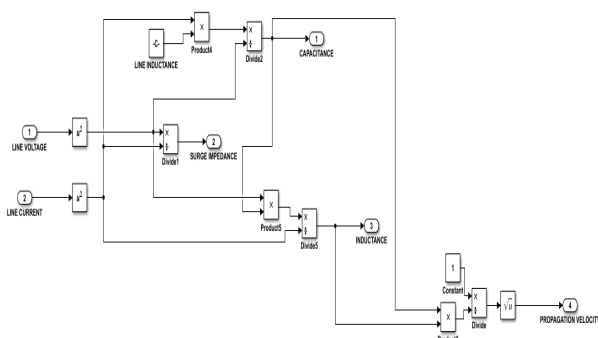 x
÷
-C-
x
÷
1
Product4
LINE INDUCTANCE
Divide2
CAPACITANCE
1
u²
x
÷
2
LINE VOLTAGE
Divide1
SURGE IMPEDANCE
2
u²
x
x
÷
LINE CURRENT
Product5
3
Divide5
INDUCTANCE
1
Constant
x
÷
√u
4
x
Divide
PROPAGATION VELOCITY